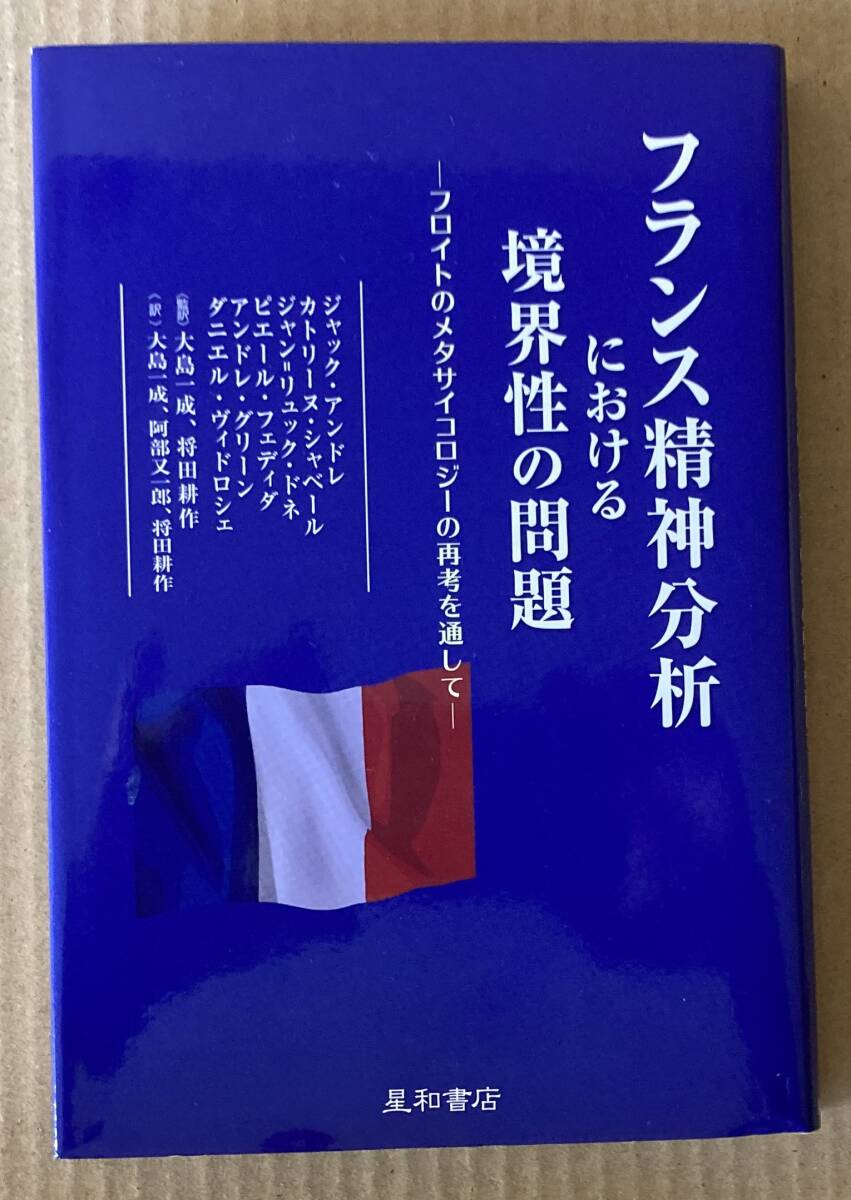 フランス精神分析
における
境界性の問題
―フロイトのメタサイコロジーの再考を通して―
ジャック・アンドレ
カトリーヌ・シャベール
ジャン=リュック・ドネ
ピエール・フェディダ
アンドレ・グリーン
ダニエル・ヴィドロシェ
(監訳) 大島一成、将田耕作
(訳) 大島一成、阿部又一郎、将田耕作
星和書店